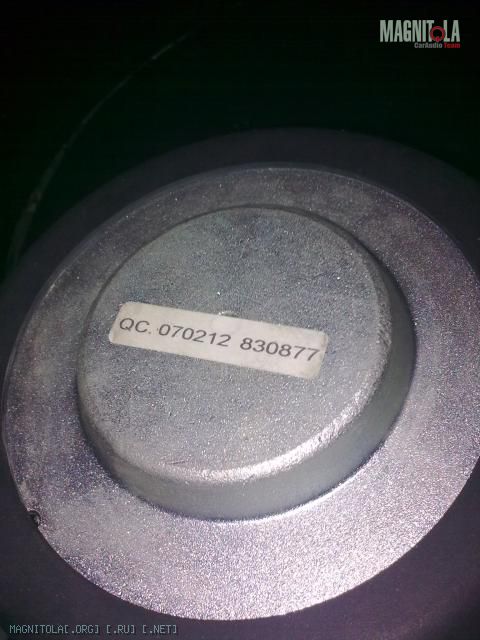 MAGNITOLA
CarAudio Team
QC. 070212 830877
MAGNITOLA[.ORG] [.RU] [.NET]